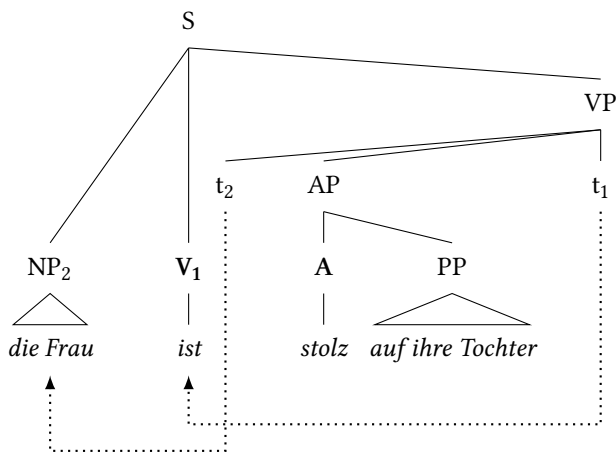 S
VP
t₂ AP t₁
NP₂ V₁ A PP
die Frau ist stolz auf ihre Tochter